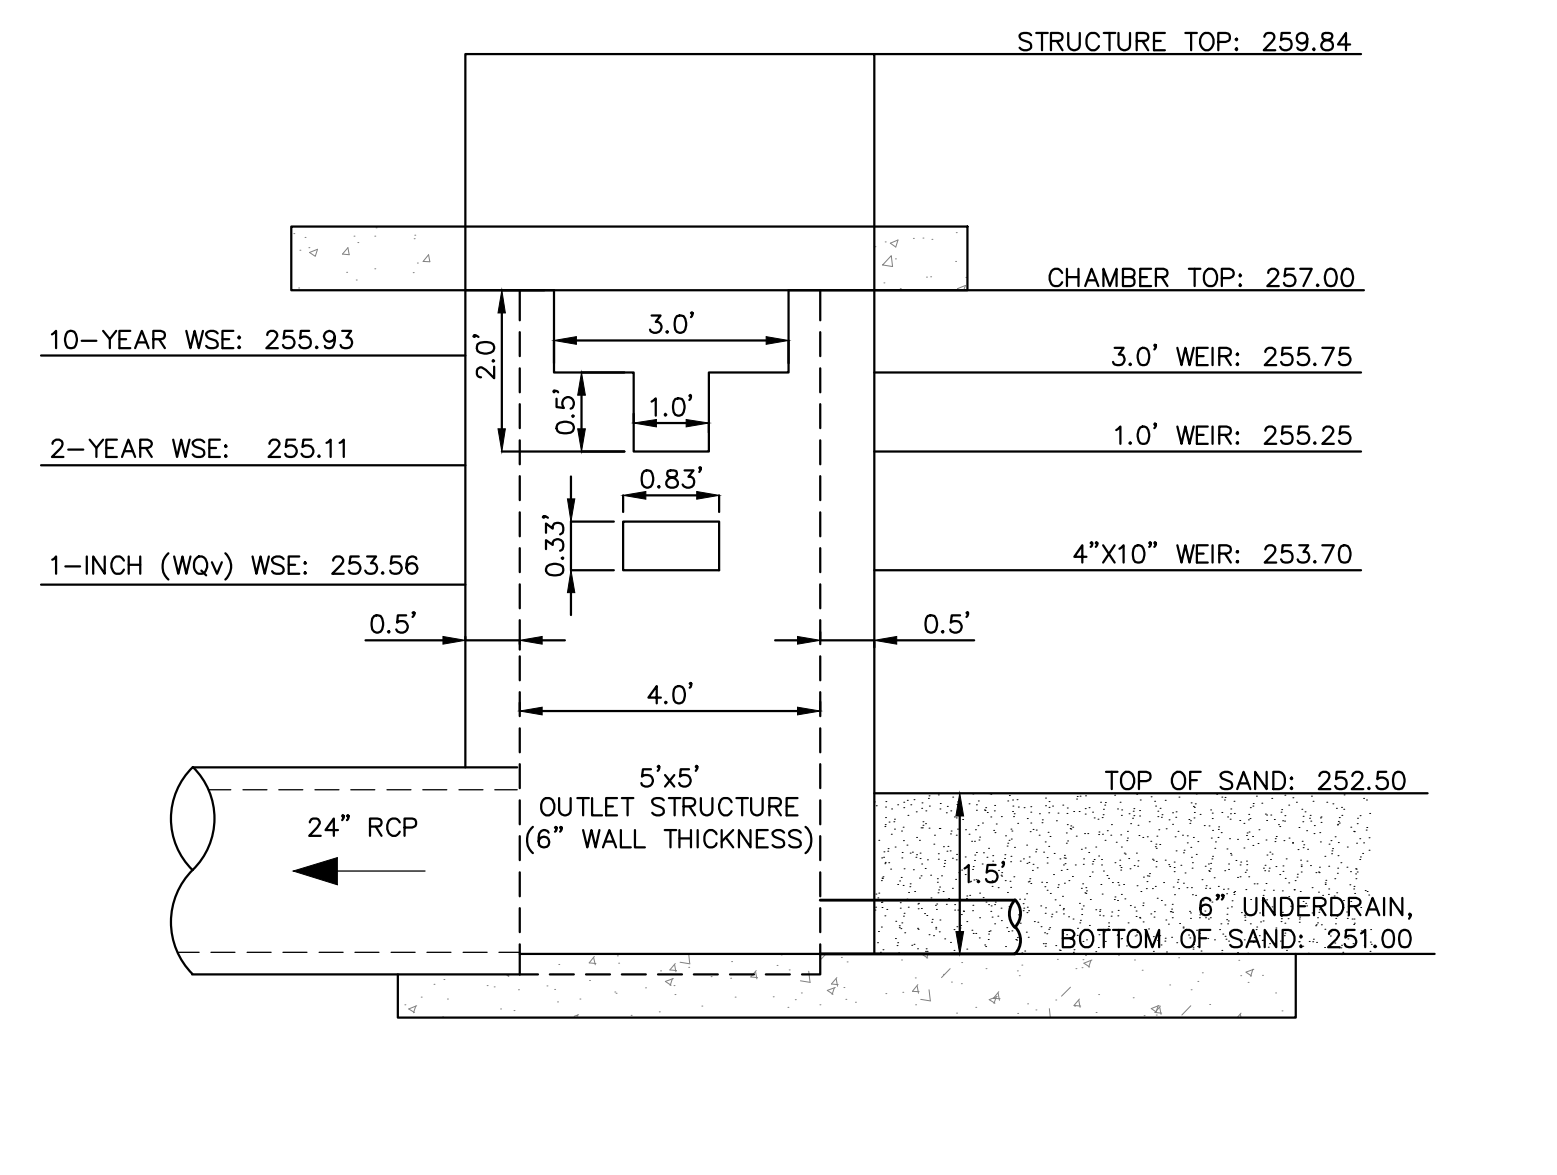 STRUCTURE TOP: 259.84
CHAMBER TOP: 257.00
10-YEAR WSE: 255.93
2.0'
3.0'
3.0' WEIR: 255.75
0.5'
1.0'
2-YEAR WSE: 255.11
1.0' WEIR: 255.25
0.83'
0.33'
1-INCH (WQv) WSE: 253.56
4"X10" WEIR: 253.70
0.5'
0.5'
4.0'
5'x5'
OUTLET STRUCTURE
(6" WALL THICKNESS)
24" RCP
TOP OF SAND: 252.50
1.5'
6" UNDERDRAIN,
BOTTOM OF SAND: 251.00